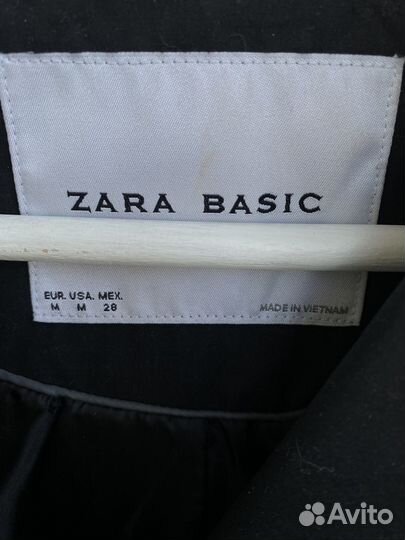 ZARA BASIC
EUR. USA. MEX.
M M 28
MADE IN VIETNAM
Avito